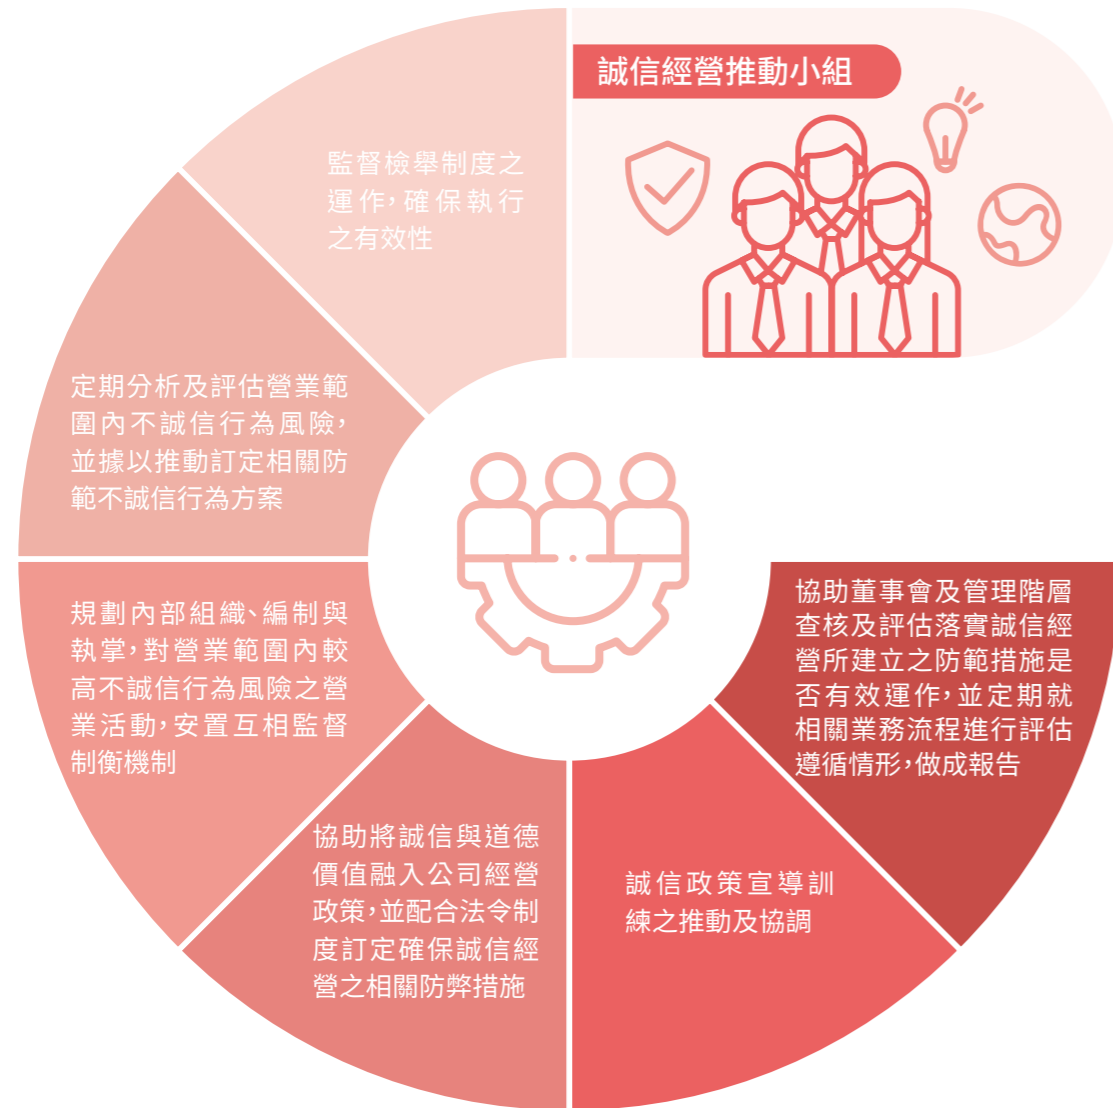 誠信經營推動小組
監督檢舉制度之
運作，確保執行
之有效性
定期分析及評估營業範
圍內不誠信行為風險，
並據以推動訂定相關防
範不誠信行為方案
規劃內部組織、編制與
執掌，對營業範圍內較
高不誠信行為風險之營
業活動，安置互相監督
制衡機制
協助將誠信與道德
價值融入公司經營
政策，並配合法令制
度訂定確保誠信經
營之相關防弊措施
誠信政策宣導訓
練之推動及協調
協助董事會及管理階層
查核及評估落實誠信經
營所建立之防範措施是
否有效運作，並定期就
相關業務流程進行評估
遵循情形，做成報告